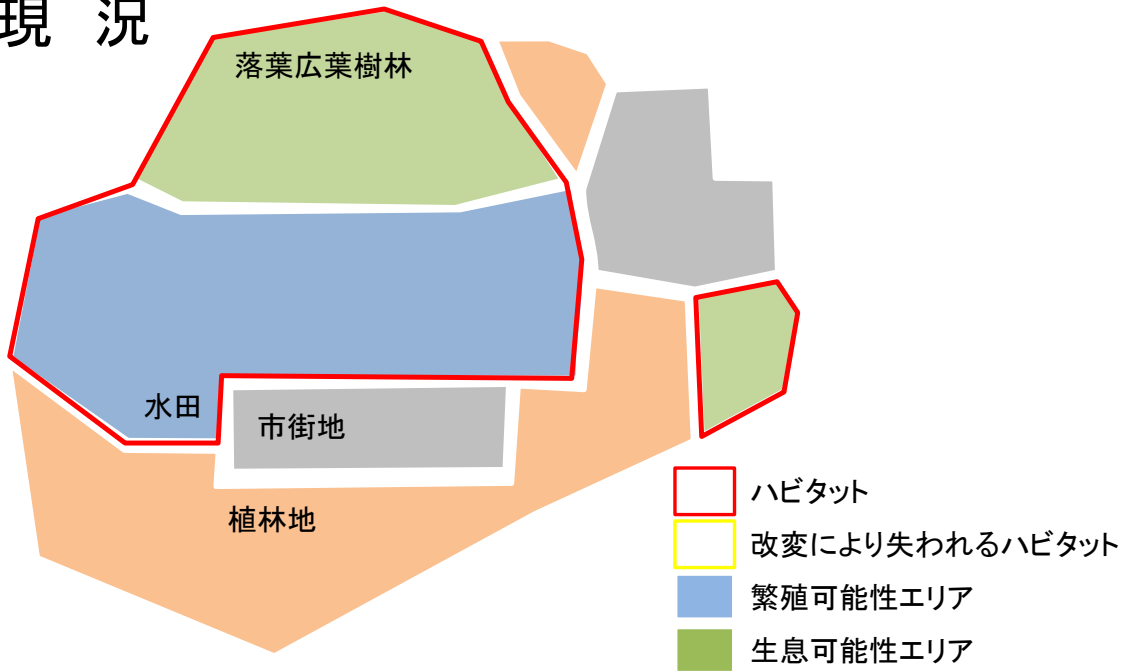 現 況
落葉広葉樹林
水田
市街地
植林地
ハビタット
改変により失われるハビタット
繁殖可能性エリア
生息可能性エリア